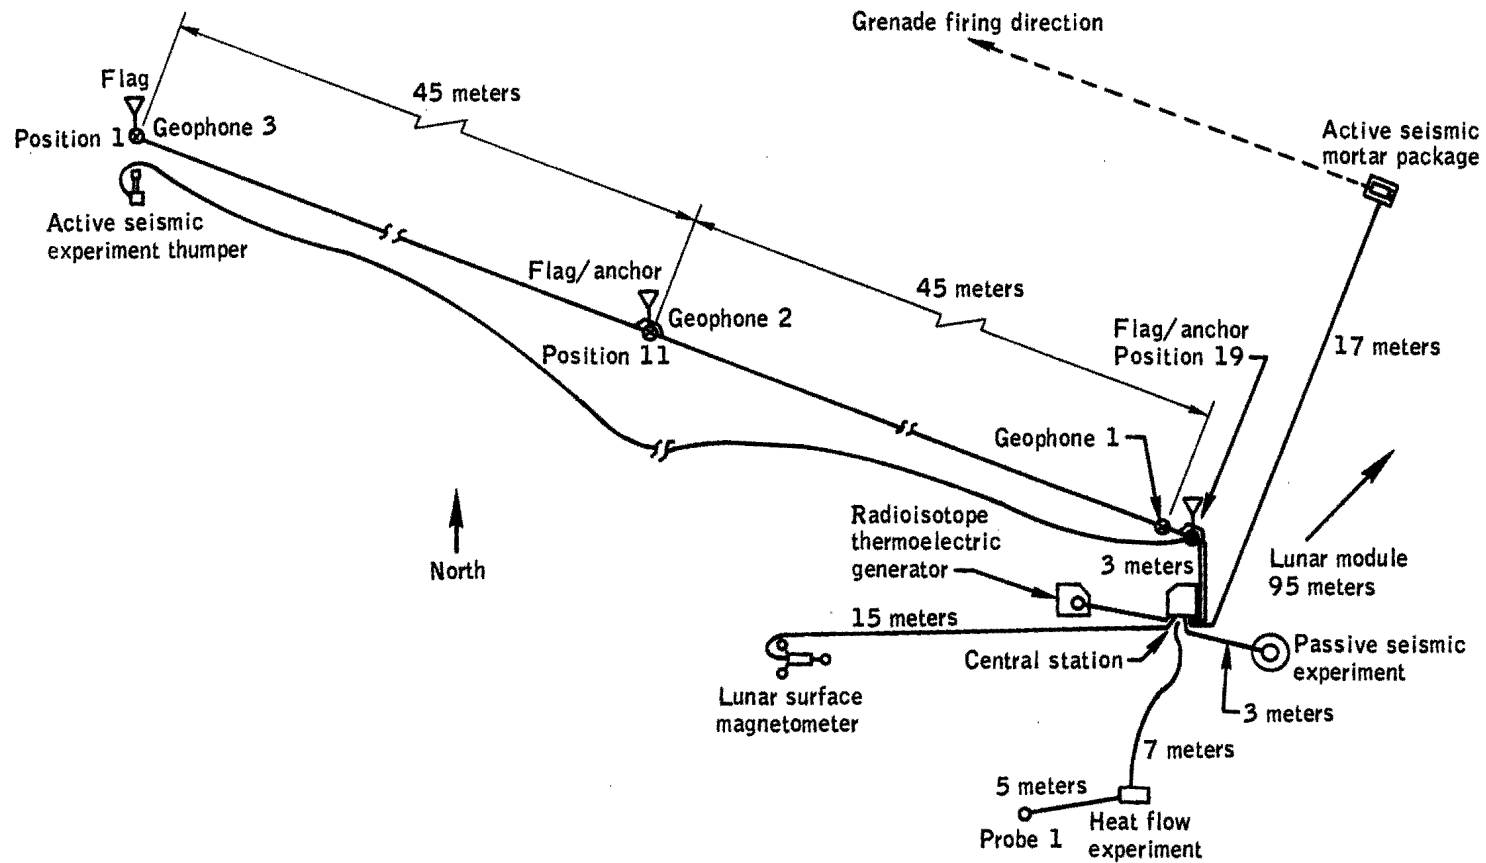 Grenade firing direction
Flag
45 meters
Position 1
Geophone 3
Active seismic
mortar package
Active seismic
experiment thumper
Flag/anchor
Geophone 2
Position 11
45 meters
Flag/anchor
Position 19
17 meters
Geophone 1
Radioisotope
thermoelectric
generator
North
3 meters
Lunar module
95 meters
15 meters
Central station
Passive seismic
experiment
Lunar surface
magnetometer
3 meters
7 meters
5 meters
Probe 1
Heat flow
experiment